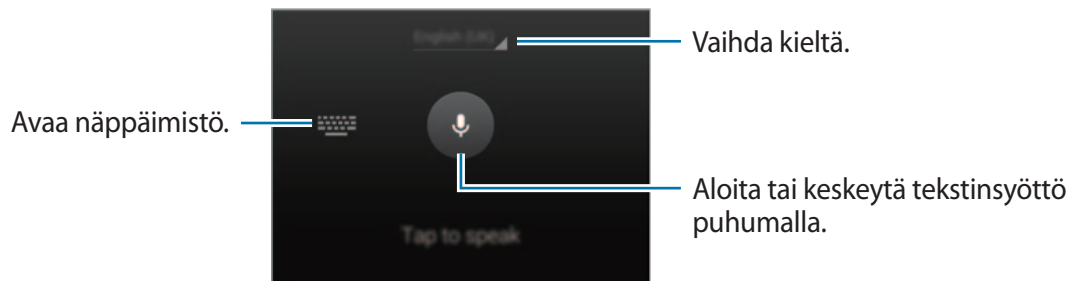 English (UK)
Vaihda kieltä.
Avaa näppäimistö.
Aloita tai keskeytä tekstinsyöttö
puhumalla.
Tap to speak